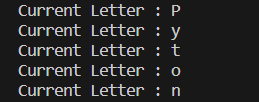 Current Letter : P
Current Letter : y
Current Letter : t
Current Letter : o
Current Letter : n